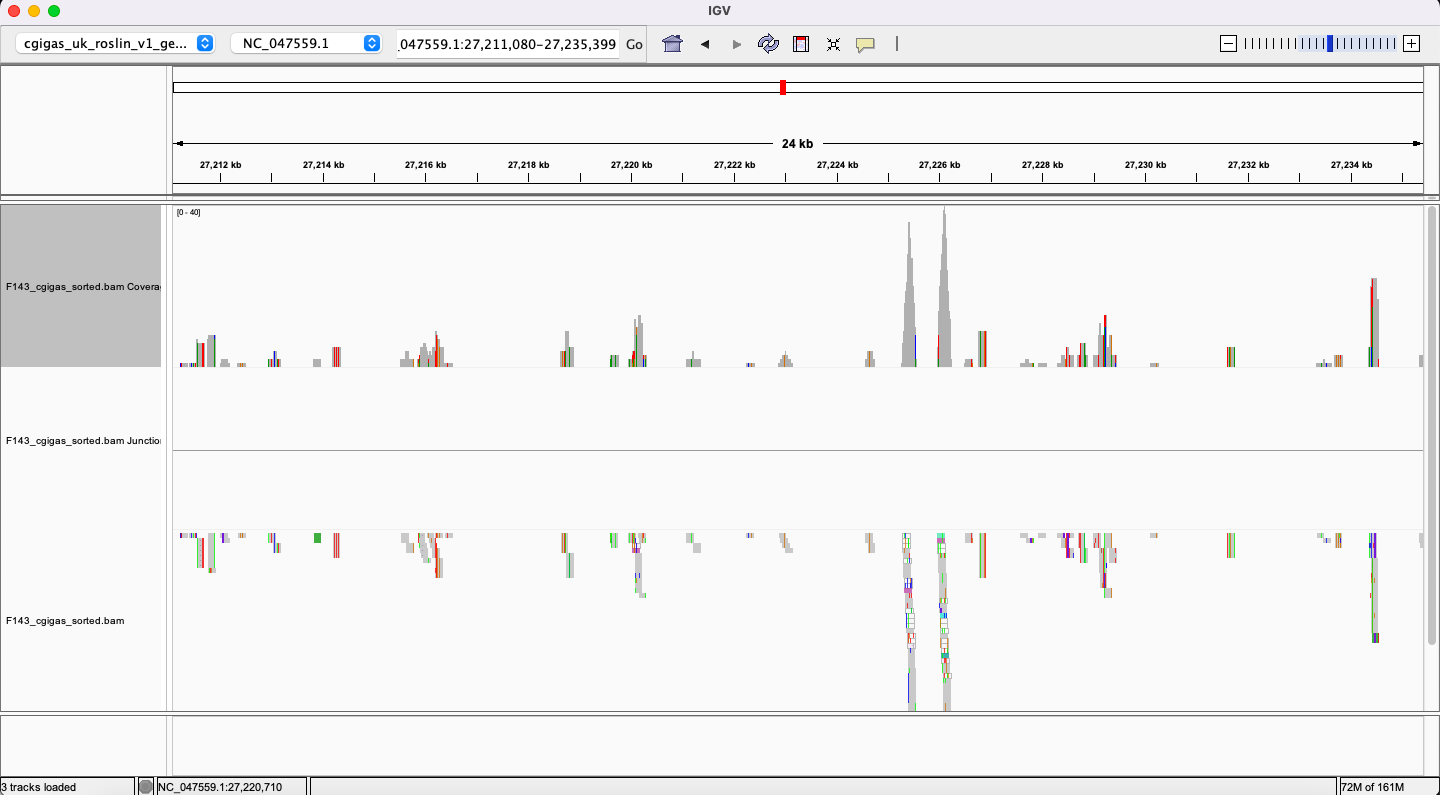 IGV
cgigas_uk_roslin_v1_ge...
NC_047559.1
.047559.1:27,211,080-27,235,399
Go
24 kb
27,212 kb 27,214 kb 27,216 kb 27,218 kb 27,220 kb 27,222 kb 27,224 kb 27,226 kb 27,228 kb 27,230 kb 27,232 kb 27,234 kb
[0 - 40]
F143_cgigas_sorted.bam Covera
F143_cgigas_sorted.bam Junctio
F143_cgigas_sorted.bam
3 tracks loaded
NC_047559.1:27,220,710
72M of 161M